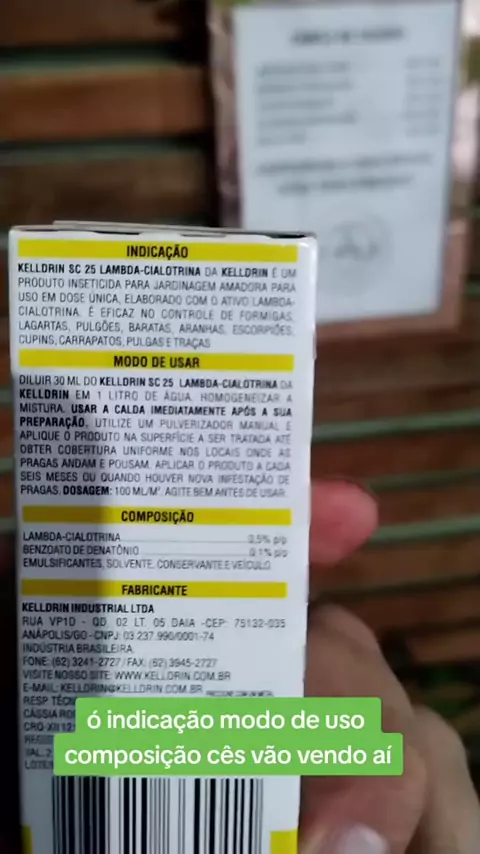 INDICAÇÃO
KELLDRIN SC 25 LAMBDA-CIALOTRINA DA KELLDRIN É UM
PRODUTO INSETICIDA PARA JARDINAGEM AMADORA PARA
USO EM DOSE ÚNICA, ELABORADO COM O ATIVO LAMBDA-
CIALOTRINA. É EFICAZ NO CONTROLE DE FORMIGAS,
LAGARTAS, PULGÕES, BARATAS, ARANHAS, ESCORPIÕES,
CUPINS, CARRAPATOS, PULGAS E TRAÇAS
MODO DE USAR
DILUIR 30 ML DO KELLDRIN SC 25 LAMBDA-CIALOTRINA DA
KELLDRIN EM 1 LITRO DE ÁGUA. HOMOGENEIZAR A
MISTURA. USAR A CALDA IMEDIATAMENTE APÓS A SUA
PREPARAÇÃO. UTILIZE UM PULVERIZADOR MANUAL E
APLIQUE O PRODUTO NA SUPERFÍCIE A SER TRATADA ATÉ
OBTER COBERTURA UNIFORME NOS LOCAIS ONDE AS
PRAGAS ANDAM E POUSAM. APLICAR O PRODUTO A CADA
SEIS MESES OU QUANDO HOUVER NOVA INFESTAÇÃO DE
PRAGAS. DOSAGEM: 100 ML/M². AGITE BEM ANTES DE USAR.
COMPOSIÇÃO
LAMBDA-CIALOTRINA 0,5% p/p
BENZOATO DE DENATÔNIO 0,1% p/p
EMULSIFICANTES, SOLVENTE, CONSERVANTE E VEÍCULO
FABRICANTE
KELLDRIN INDUSTRIAL LTDA
RUA VP1D - QD. 02 LT. 05 DAIA -CEP: 75132-035
ANÁPOLIS/GO - CNPJ: 03.237.990/0001-74
INDÚSTRIA BRASILEIRA
FONE: (62) 3241-2727 / FAX: (62) 3945-2727
VISITE NOSSO SITE: WWW.KELLDRIN.COM.BR
E-MAIL: KELLDRIN@KELLDRIN.COM.BR
RESP TÉCN
CÁSSIA RO
CRQ-XII 12
ó indicação modo de uso
composição cês vão vendo aí